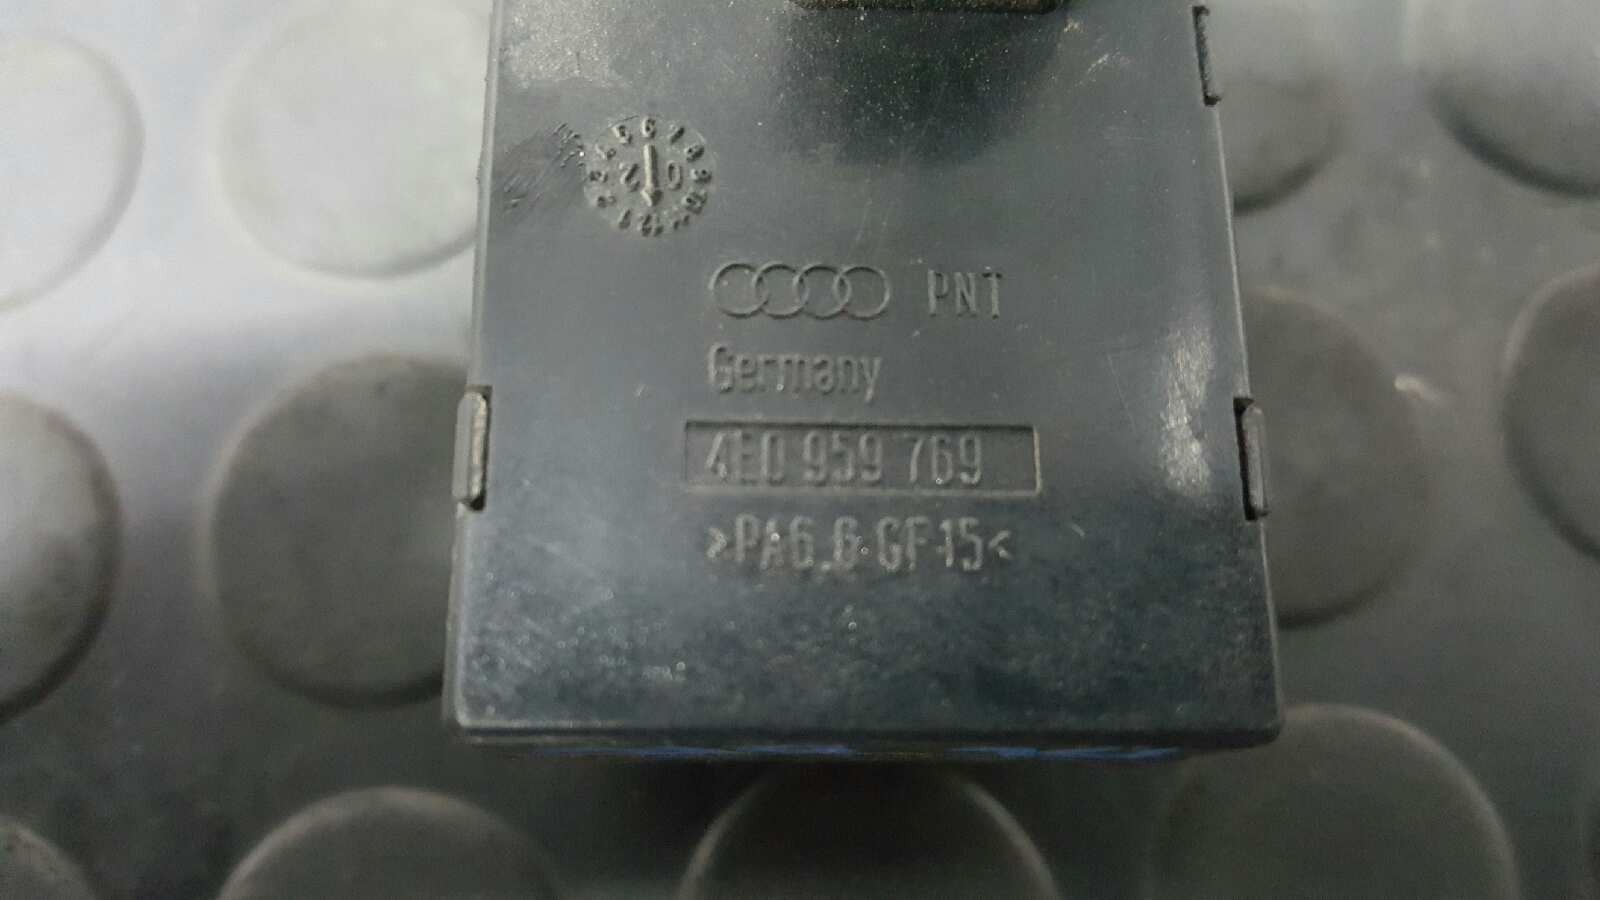 PNT
Germany
4E0 959 769
>PA6.6 GF15<